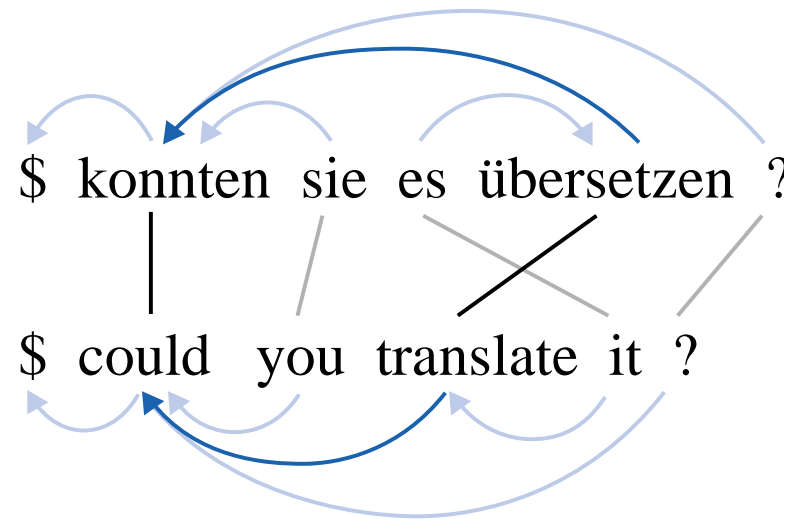 $ konnten sie es übersetzen ?
$ could you translate it ?